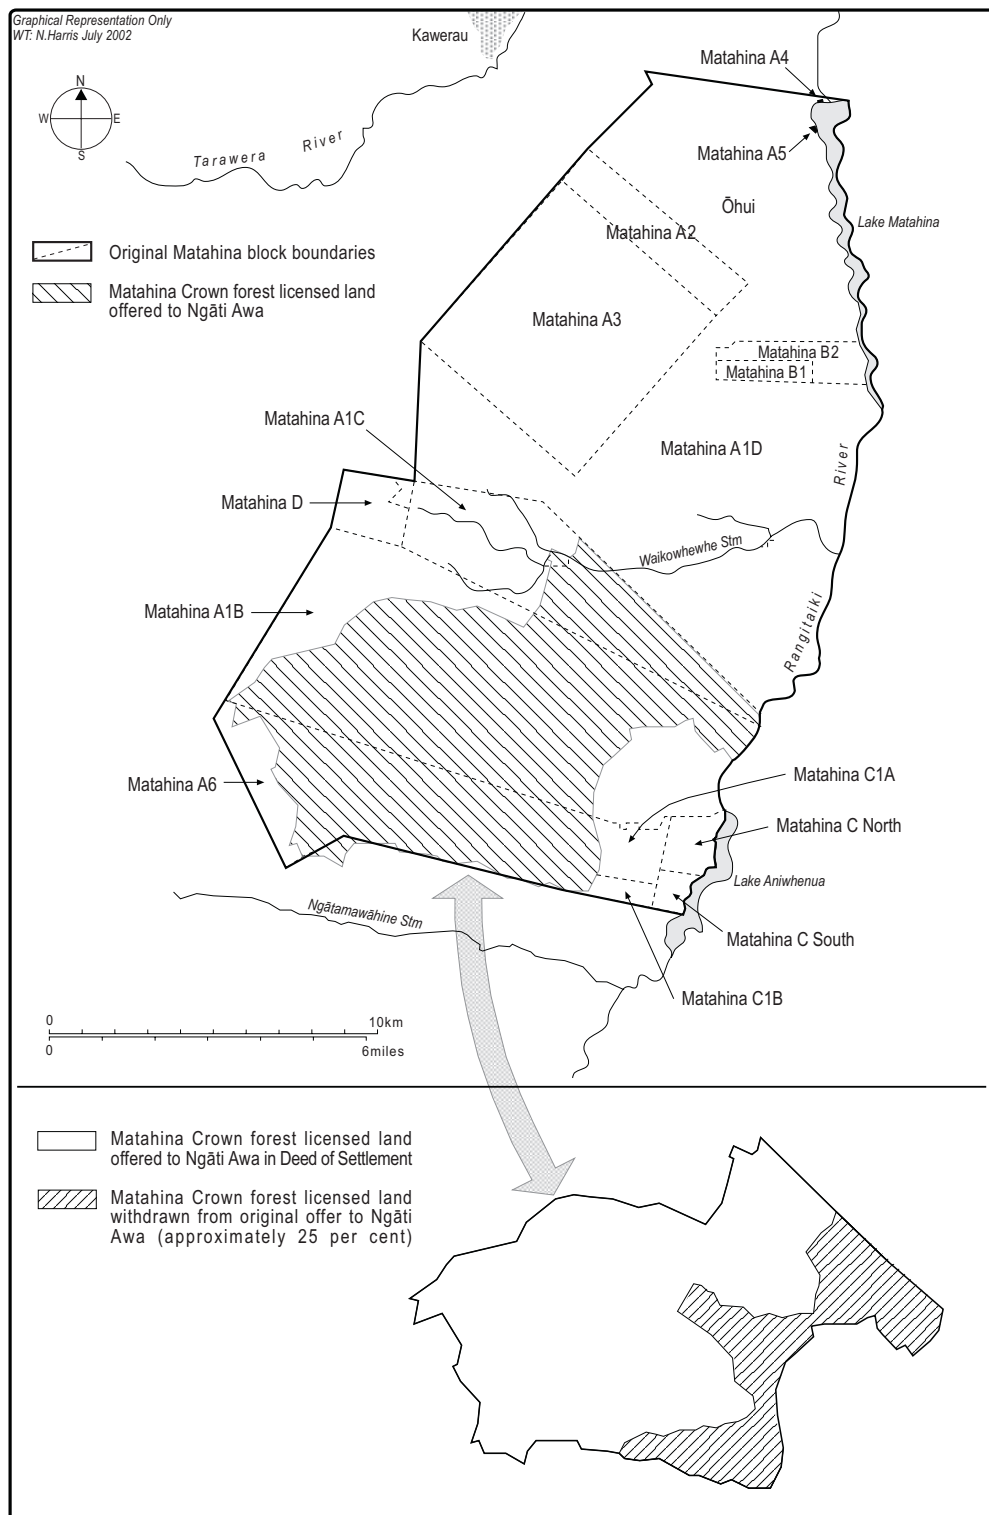 Graphical Representation Only
WT: N.Harris July 2002
Kawerau
Matahina A4
N
W E
S
Tarawera River
Matahina A5
Ōhui
Lake Matahina
Matahina A2
Original Matahina block boundaries
Matahina Crown forest licensed land
offered to Ngāti Awa
Matahina A3
Matahina B2
Matahina B1
Matahina A1C
Matahina A1D
River
Matahina D
Waikowhewhe Stm
Matahina A1B
Rangitaiki
Matahina A6
Matahina C1A
Matahina C North
Lake Aniwhenua
Ngātamawāhine Stm
Matahina C South
Matahina C1B
0 10km
0 6miles
Matahina Crown forest licensed land
offered to Ngāti Awa in Deed of Settlement
Matahina Crown forest licensed land
withdrawn from original offer to Ngāti
Awa (approximately 25 per cent)